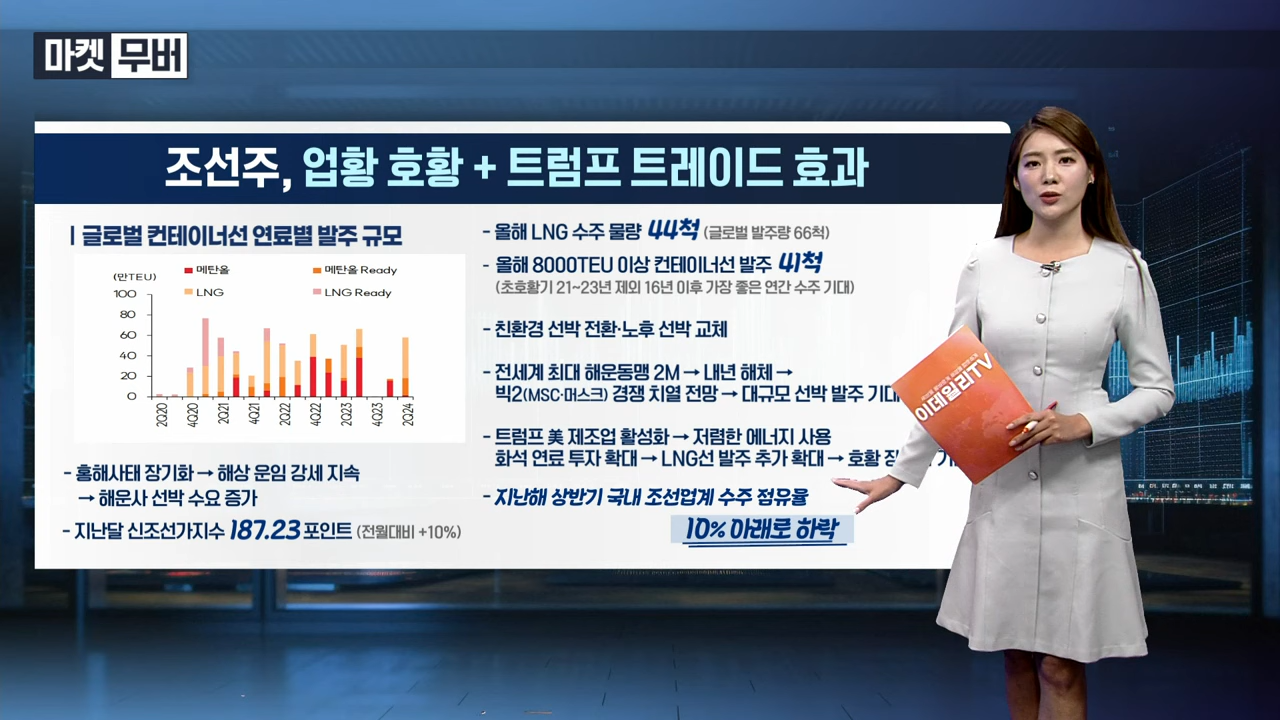 마켓무버
조선주, 업황 호황 + 트럼프 트레이드 효과
글로벌 컨테이너선 연료별 발주 규모
(만TEU)
메탄올
메탄올 Ready
LNG
LNG Ready
100
80
60
40
20
0
2Q20
4Q20
2Q21
4Q21
2Q22
4Q22
2Q23
4Q23
2Q24
- 홍해사태 장기화 → 해상 운임 강세 지속
→ 해운사 선박 수요 증가
- 지난달 신조선가지수 187.23 포인트 (전월대비 +10%)
- 올해 LNG 수주 물량 44척 (글로벌 발주량 66척)
- 올해 8000TEU 이상 컨테이너선 발주 41척
(초호황기 21~23년 제외 16년 이후 가장 좋은 연간 수주 기대)
- 친환경 선박 전환·노후 선박 교체
- 전세계 최대 해운동맹 2M → 내년 해체 →
빅2(MSC·머스크) 경쟁 치열 전망 → 대규모 선박 발주 기대
- 트럼프 美 제조업 활성화 → 저렴한 에너지 사용
화석 연료 투자 확대 → LNG선 발주 추가 확대 → 호황
- 지난해 상반기 국내 조선업계 수주 점유율
10% 아래로 하락
이데일리TV